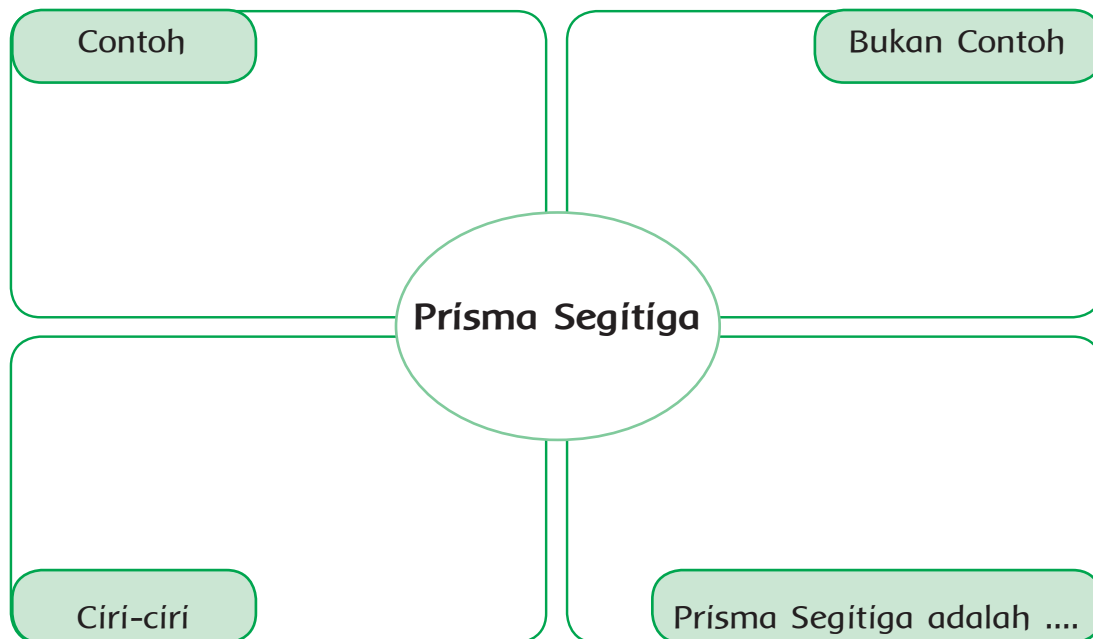 Contoh
Bukan Contoh
Prisma Segitiga
Ciri-ciri
Prisma Segitiga adalah ....